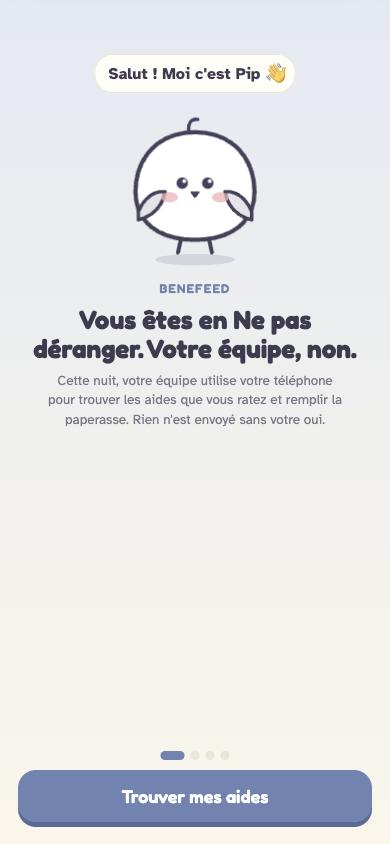 Salut ! Moi c'est Pip 👋
BENEFEED
Vous êtes en Ne pas
déranger. Votre équipe, non.
Cette nuit, votre équipe utilise votre téléphone
pour trouver les aides que vous ratez et remplir la
paperasse. Rien n'est envoyé sans votre oui.
Trouver mes aides